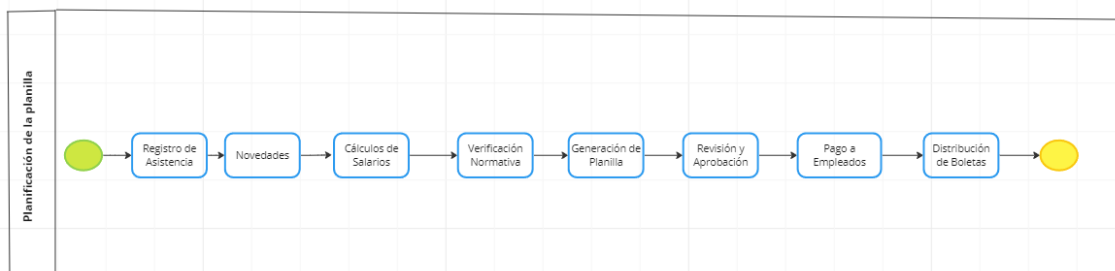 Planificación de la planilla
Registro de
Asistencia
Novedades
Cálculos de
Salarios
Verificación
Normativa
Generación de
Planilla
Revisión y
Aprobación
Pago a
Empleados
Distribución
de Boletas